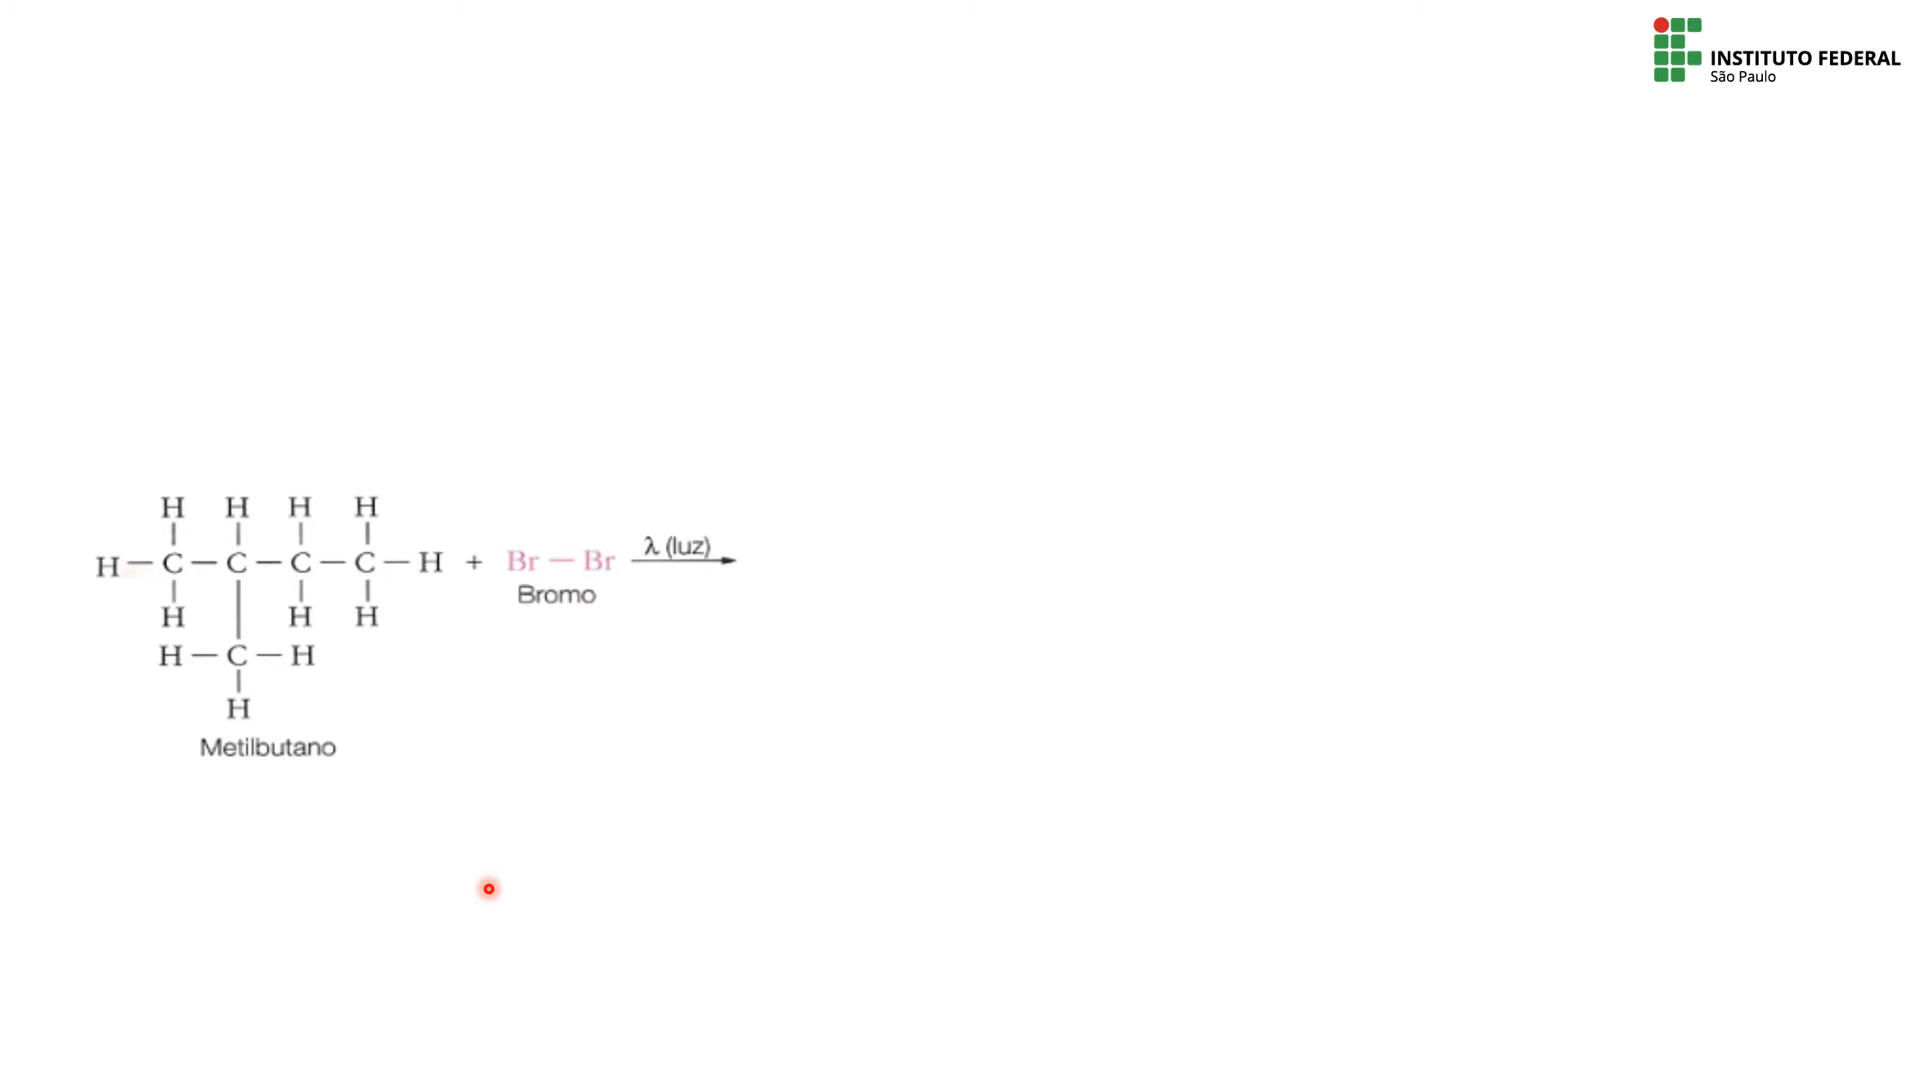 INSTITUTO FEDERAL
São Paulo
H H H H
H — C — C — C — C — H + Br — Br λ (luz)
Bromo
H H H
H — C — H
H
Metilbutano